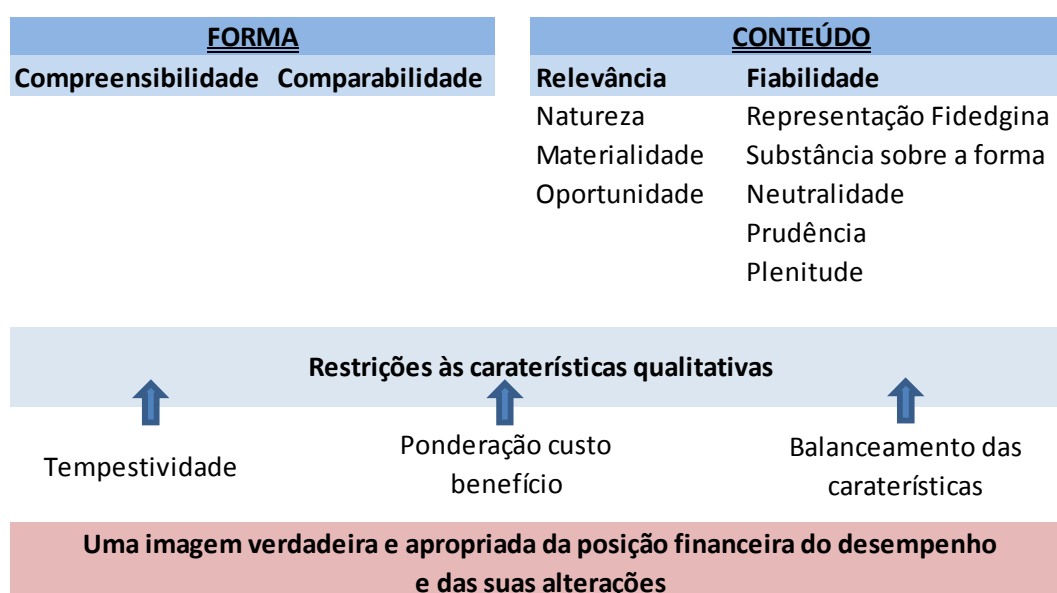 FORMA
Compreensibilidade Comparabilidade
CONTEÚDO
Relevância Fiabilidade
Natureza Representação Fidedgina
Materialidade Substância sobre a forma
Oportunidade Neutralidade
Prudência
Plenitude
Restrições às caraterísticas qualitativas
Tempestividade
Ponderação custo
benefício
Balanceamento das
caraterísticas
Uma imagem verdadeira e apropriada da posição financeira do desempenho
e das suas alterações